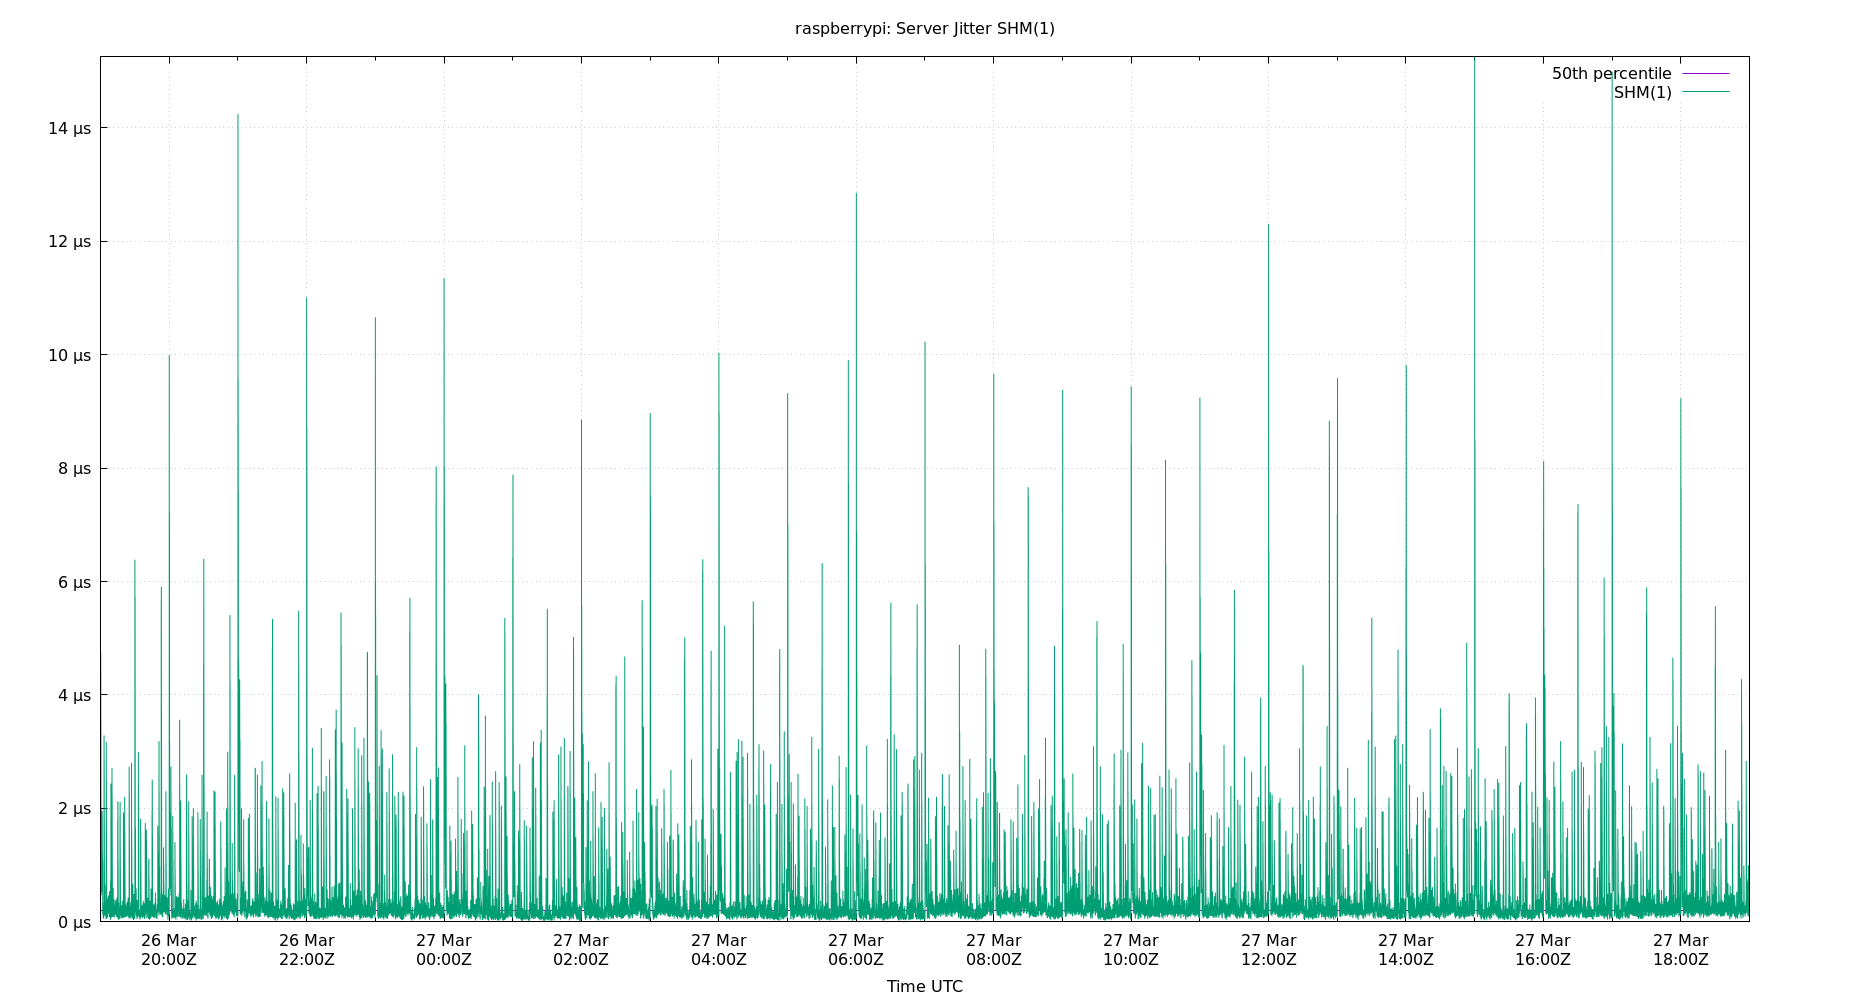 raspberrypi: Server Jitter SHM(1)
50th percentile
SHM(1)
14 µs
12 µs
10 µs
8 µs
6 µs
4 µs
2 µs
0 µs
26 Mar 26 Mar 27 Mar 27 Mar 27 Mar 27 Mar 27 Mar 27 Mar 27 Mar 27 Mar 27 Mar 27 Mar
20:00Z 22:00Z 00:00Z 02:00Z 04:00Z 06:00Z 08:00Z 10:00Z 12:00Z 14:00Z 16:00Z 18:00Z
Time UTC